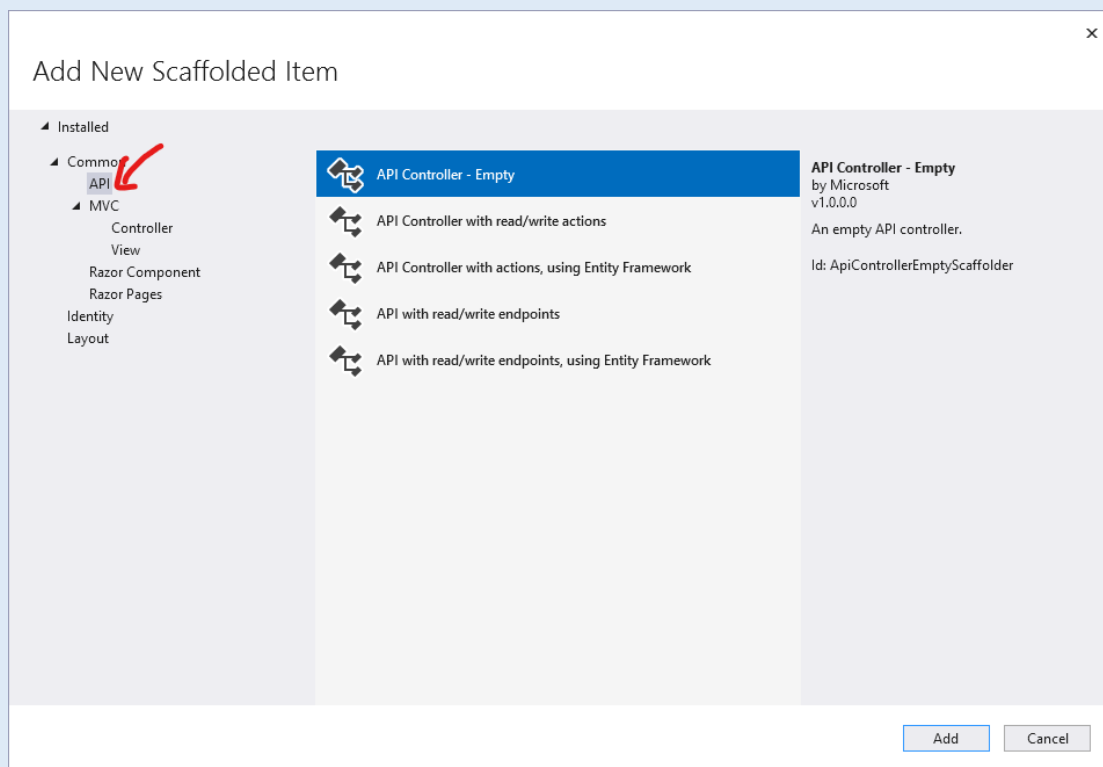 Add New Scaffolded Item
Installed
Common
API
MVC
Controller
View
Razor Component
Razor Pages
Identity
Layout
API Controller - Empty
API Controller with read/write actions
API Controller with actions, using Entity Framework
API with read/write endpoints
API with read/write endpoints, using Entity Framework
API Controller - Empty
by Microsoft
v1.0.0.0
An empty API controller.
Id: ApiControllerEmptyScaffolder
Add
Cancel